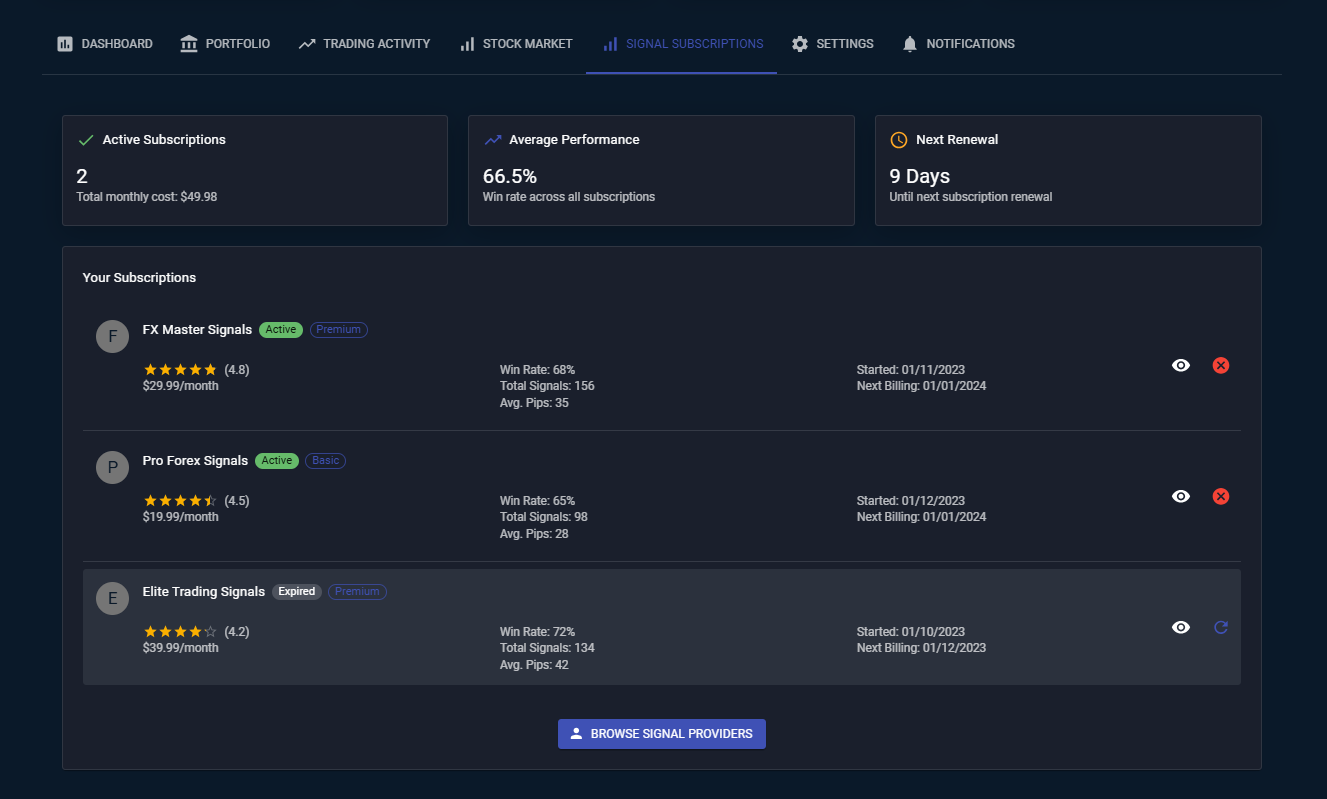 DASHBOARD PORTFOLIO TRADING ACTIVITY STOCK MARKET SIGNAL SUBSCRIPTIONS SETTINGS NOTIFICATIONS
Active Subscriptions
2
Total monthly cost: $49.98
Average Performance
66.5%
Win rate across all subscriptions
Next Renewal
9 Days
Until next subscription renewal
Your Subscriptions
F
FX Master Signals Active Premium
(4.8)
$29.99/month
Win Rate: 68%
Total Signals: 156
Avg. Pips: 35
Started: 01/11/2023
Next Billing: 01/01/2024
P
Pro Forex Signals Active Basic
(4.5)
$19.99/month
Win Rate: 65%
Total Signals: 98
Avg. Pips: 28
Started: 01/12/2023
Next Billing: 01/01/2024
E
Elite Trading Signals Expired Premium
(4.2)
$39.99/month
Win Rate: 72%
Total Signals: 134
Avg. Pips: 42
Started: 01/10/2023
Next Billing: 01/12/2023
BROWSE SIGNAL PROVIDERS